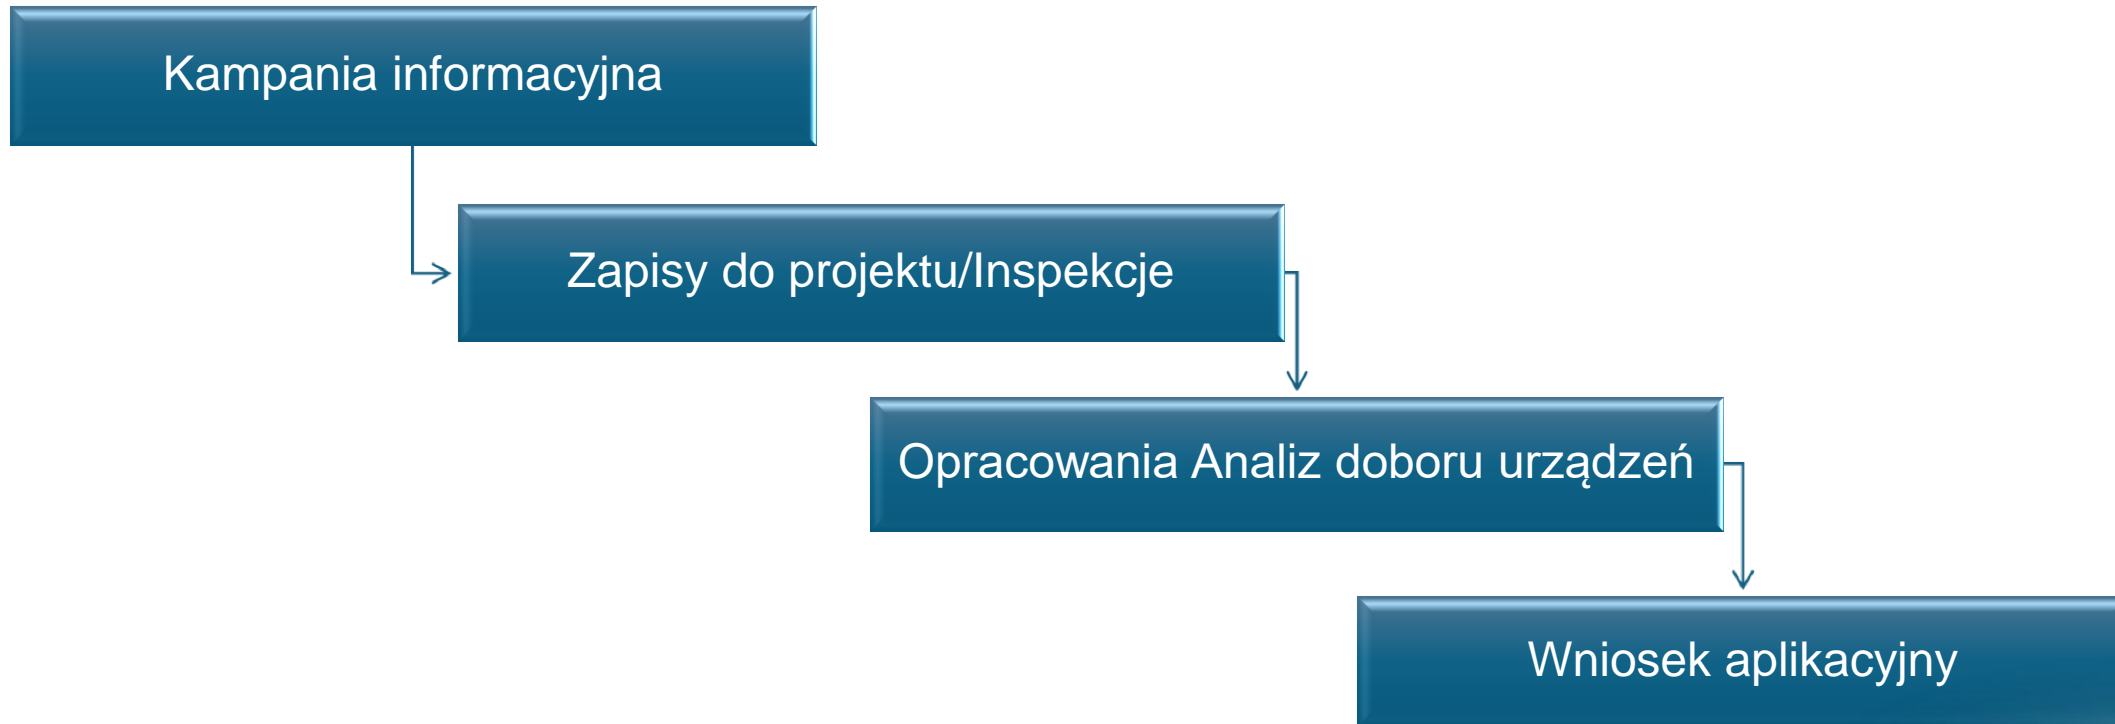 Kampania informacyjna
Zapisy do projektu/Inspekcje
Opracowania Analiz doboru urządzeń
Wniosek aplikacyjny